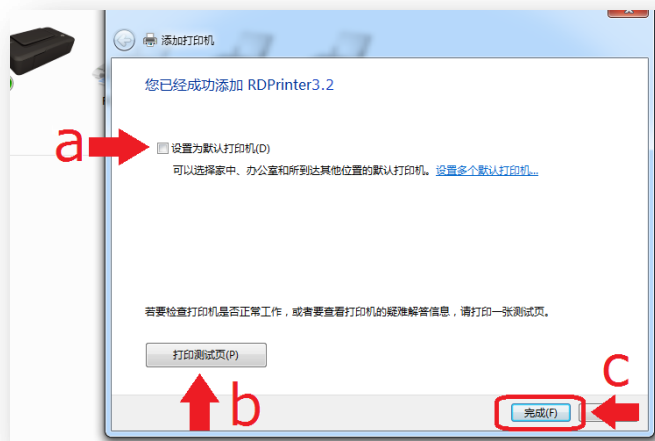 添加打印机
您已经成功添加 RDPrinter3.2
a
设置为默认打印机(D)
可以选择家中、办公室和所到达其他位置的默认打印机。设置多个默认打印机...
若要检查打印机是否正常工作，或者要查看打印机的疑难解答信息，请打印一张测试页。
打印测试页(P)
b
完成(F)
c